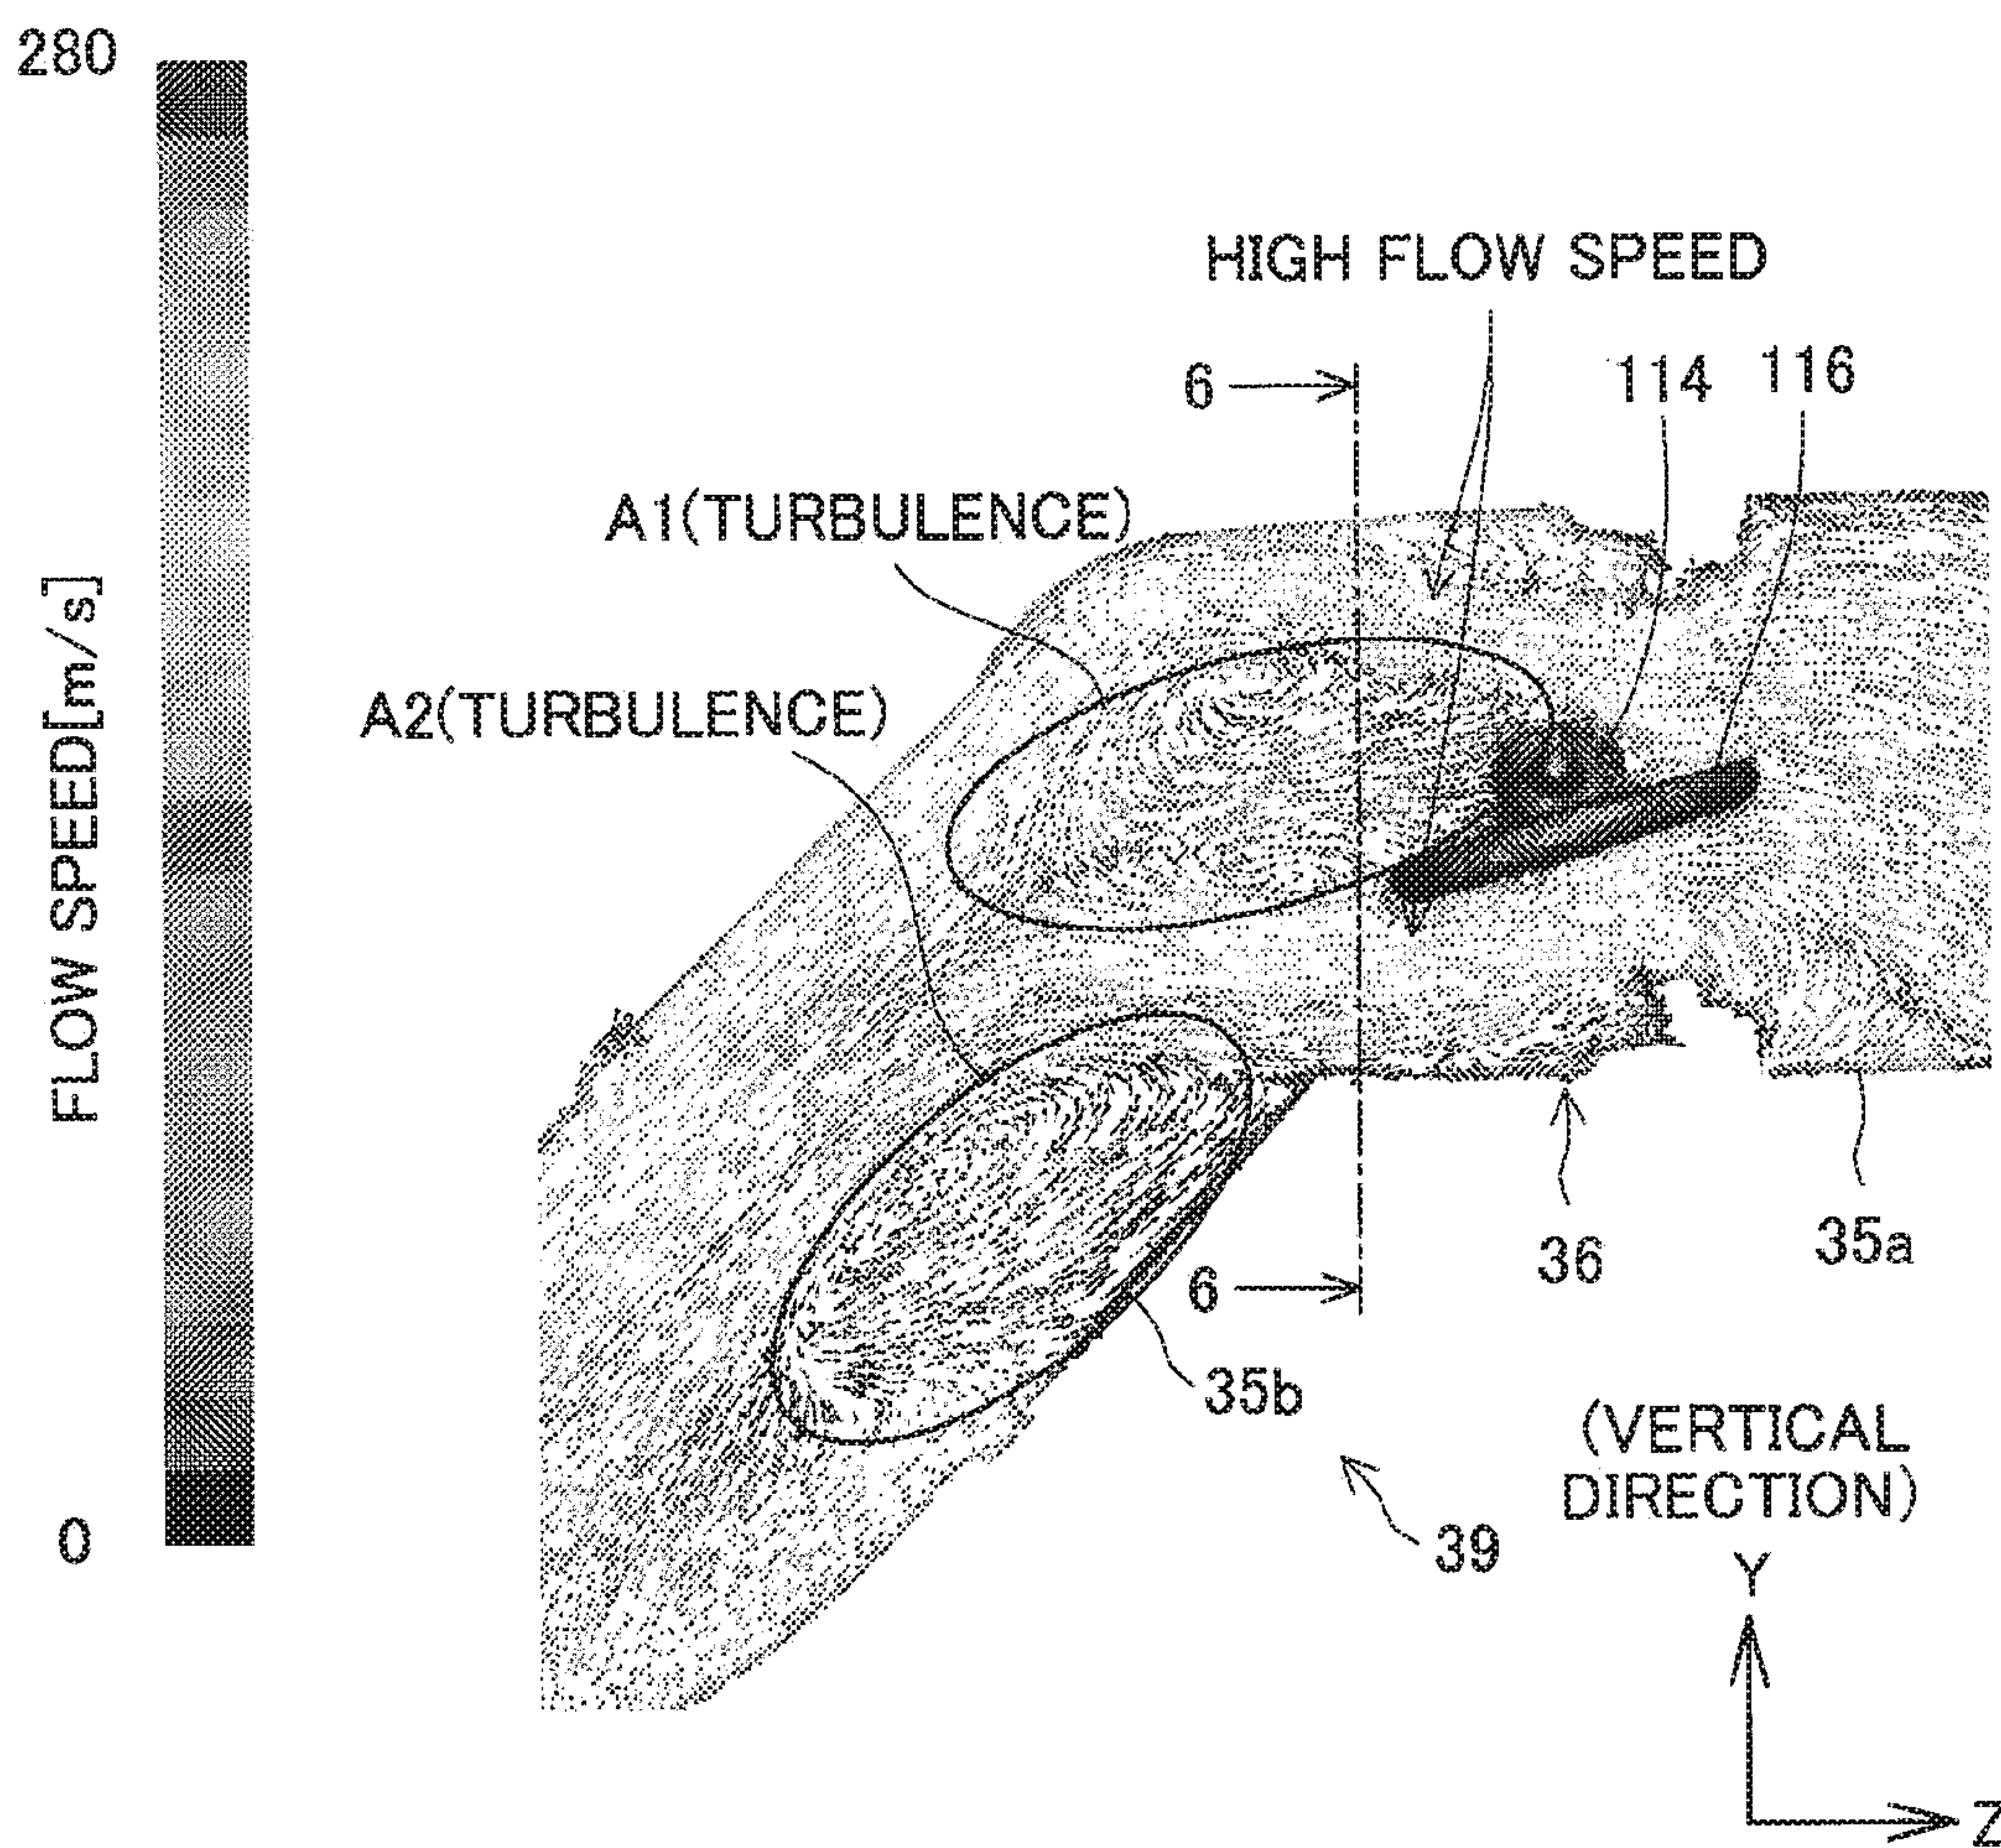 280
FLOW SPEED[m/s]
0
HIGH FLOW SPEED
6
114
116
A1(TURBULENCE)
A2(TURBULENCE)
36
35a
6
35b
39
(VERTICAL
DIRECTION)
Y
Z